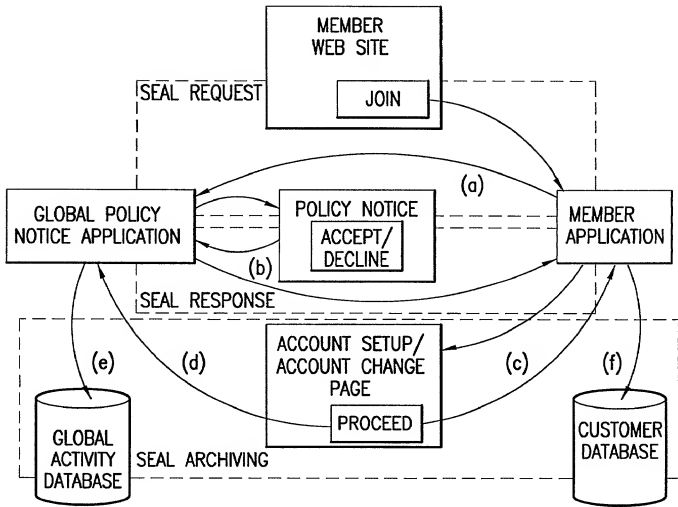 MEMBER
WEB SITE
JOIN
SEAL REQUEST
(a)
GLOBAL POLICY
NOTICE APPLICATION
POLICY NOTICE
ACCEPT/
DECLINE
MEMBER
APPLICATION
(b)
SEAL RESPONSE
ACCOUNT SETUP/
ACCOUNT CHANGE
PAGE
PROCEED
(e)
(d)
(c)
(f)
GLOBAL
ACTIVITY
DATABASE
SEAL ARCHIVING
CUSTOMER
DATABASE